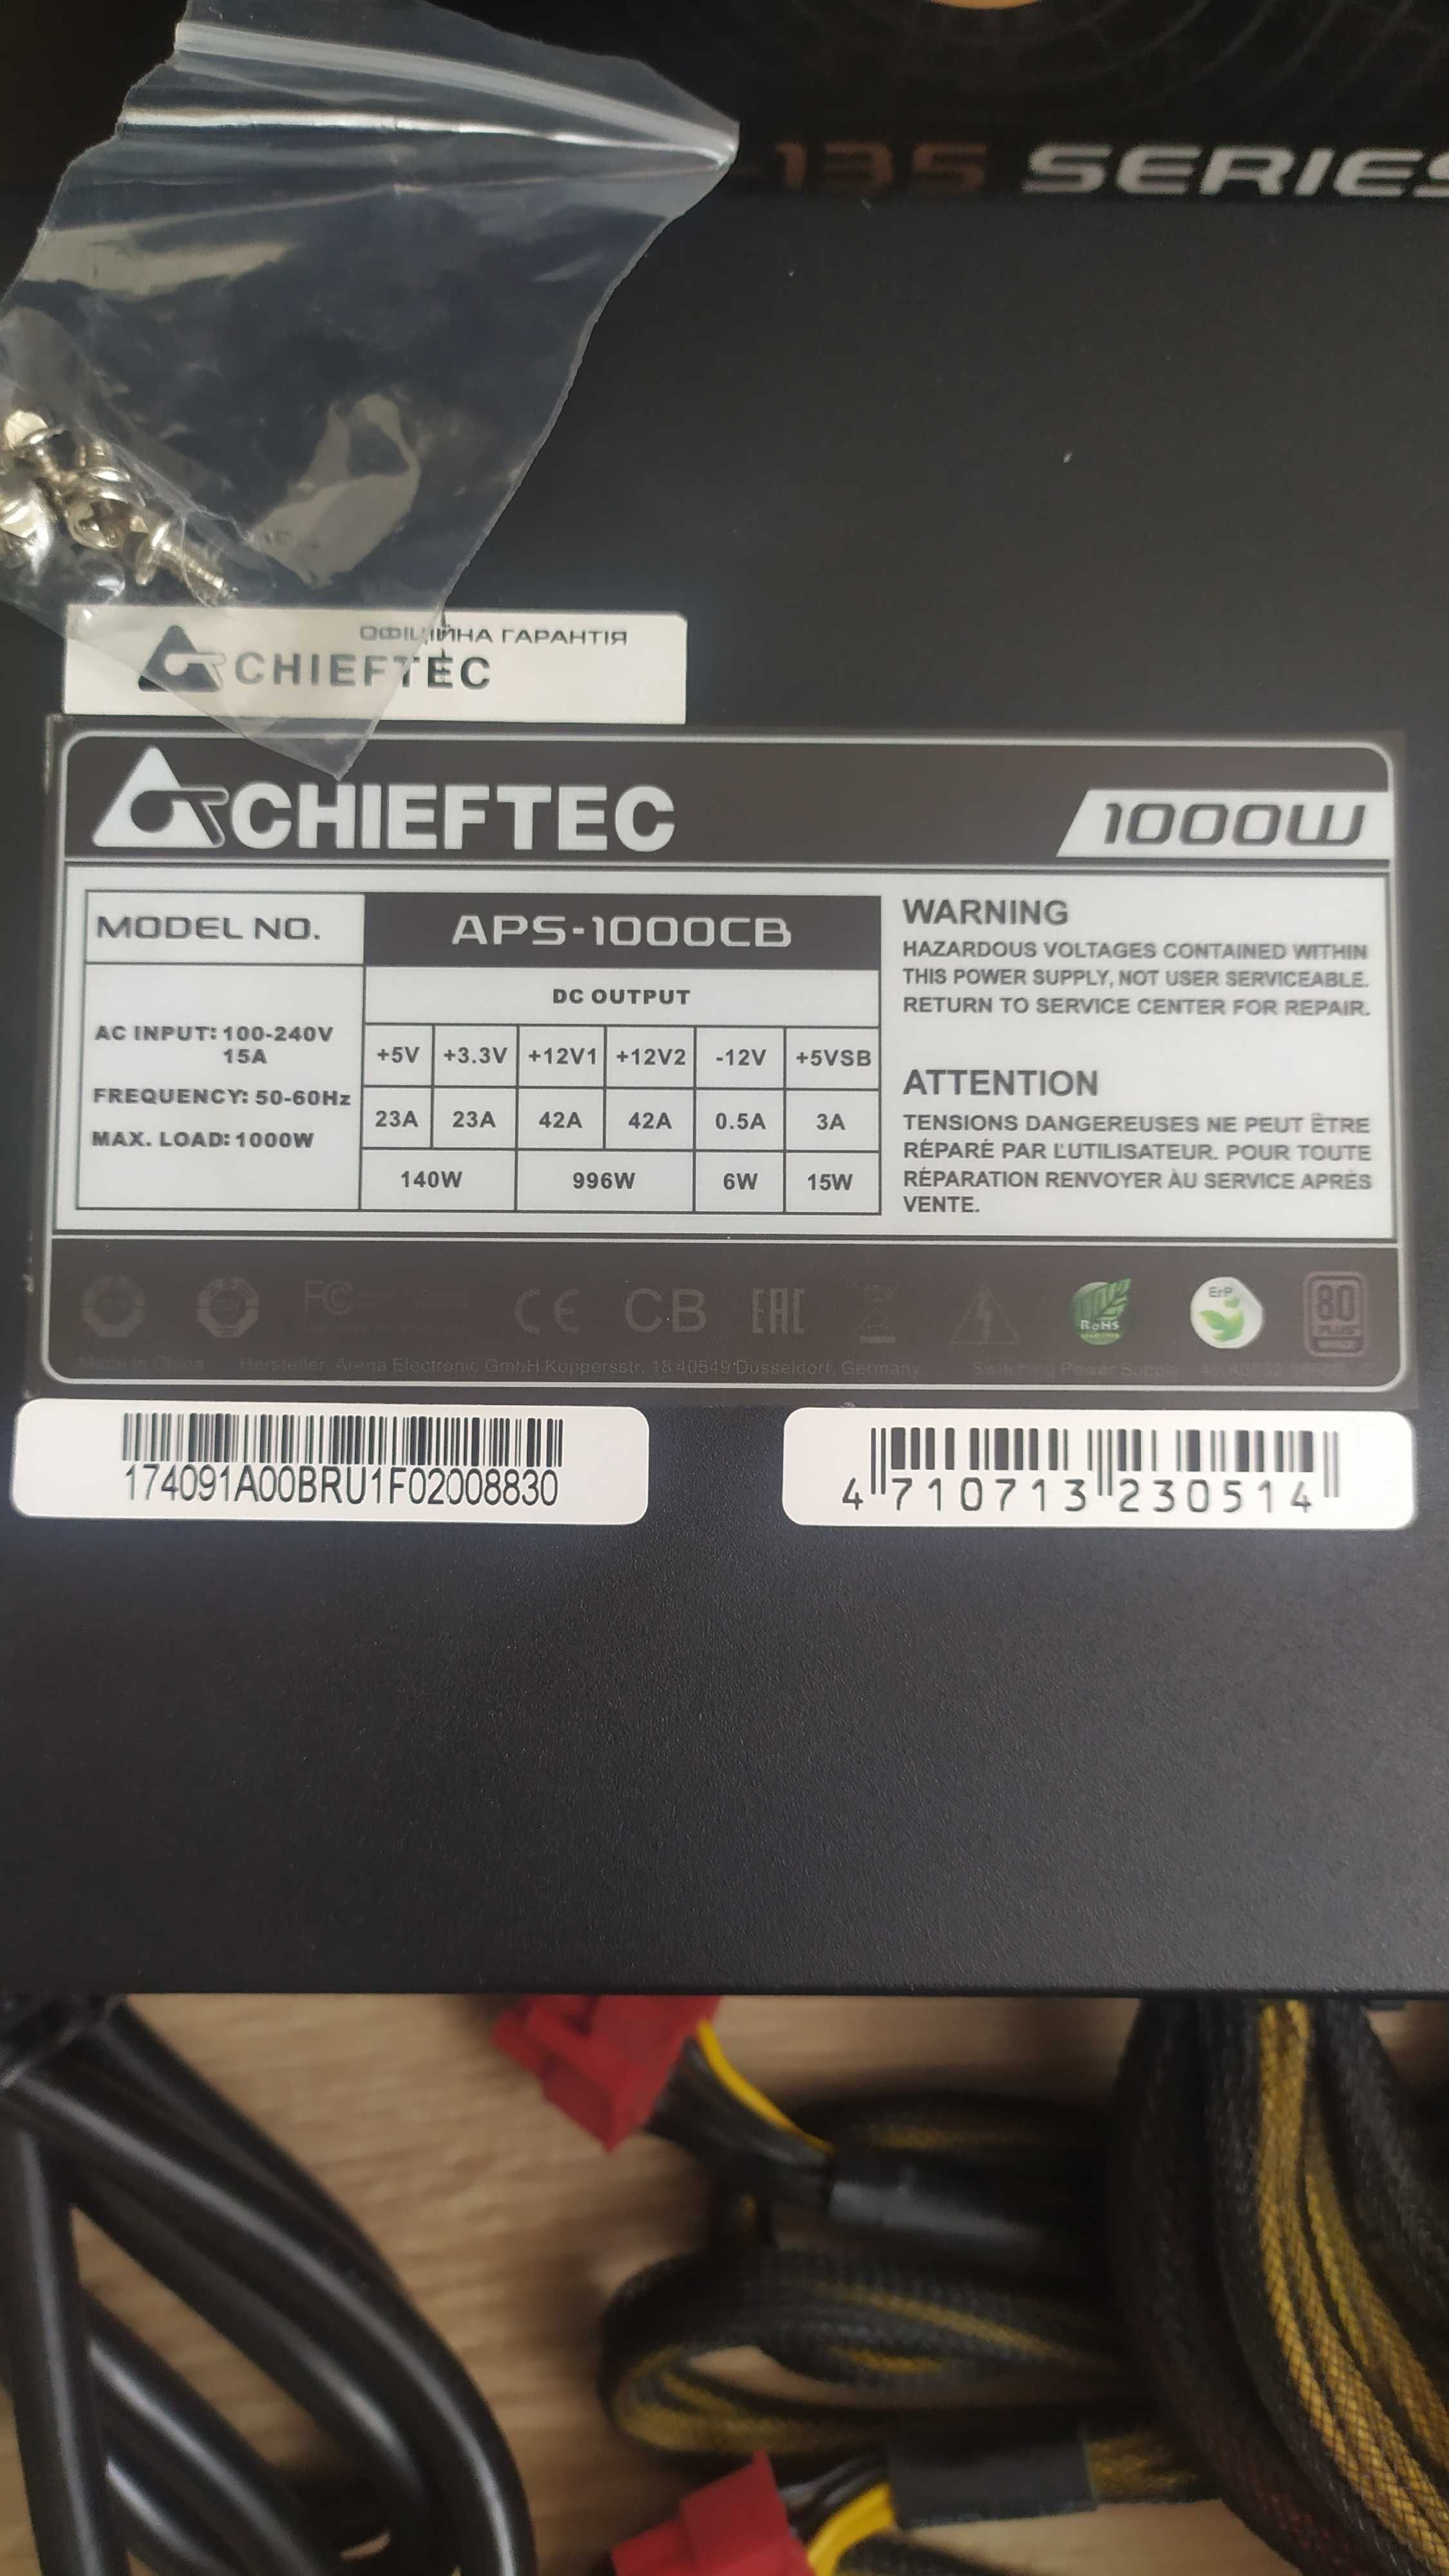 -135 SERIES
ОФІЦІЙНА ГАРАНТІЯ
CHIEFTEC
CHIEFTEC
1000W
MODEL NO.
APS-1000CB
AC INPUT: 100-240V
15A
FREQUENCY: 50-60Hz
MAX. LOAD: 1000W
DC OUTPUT
+5V +3.3V +12V1 +12V2 -12V +5VSB
23A 23A 42A 42A 0.5A 3A
140W 996W 6W 15W
WARNING
HAZARDOUS VOLTAGES CONTAINED WITHIN
THIS POWER SUPPLY, NOT USER SERVICEABLE.
RETURN TO SERVICE CENTER FOR REPAIR.
ATTENTION
TENSIONS DANGEREUSES NE PEUT ÊTRE
RÉPARÉ PAR L'UTILISATEUR. POUR TOUTE
RÉPARATION RENVOYER ÀU SERVICE APRÈS
VENTE.
FC CE CB EAC RoHS ErP 80 PLUS
Made in China Hersteller: Arena Electronic GmbH Koppersstr. 18 40549 Dusseldorf, Germany Switching Power Supply
174091A00BRU1F02008830
4 710713 230514